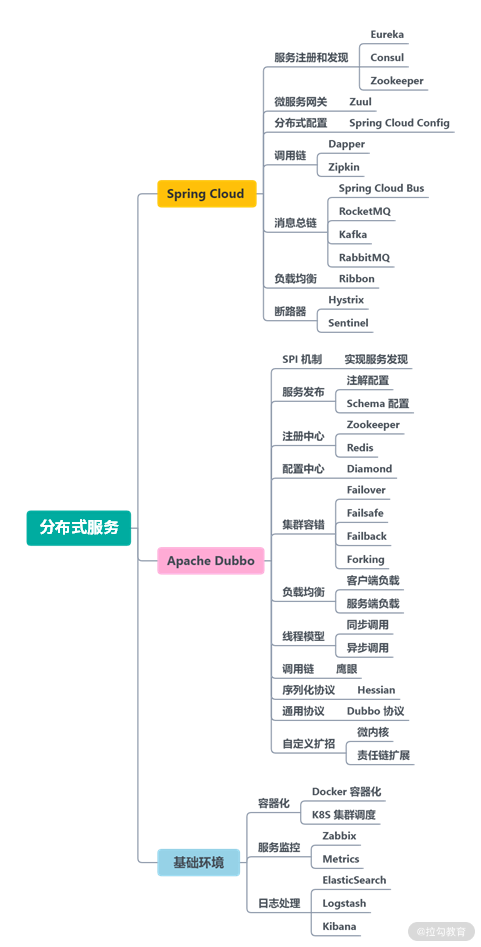 分布式服务
Spring Cloud
服务注册和发现
Eureka
Consul
Zookeeper
微服务网关
Zuul
分布式配置
Spring Cloud Config
调用链
Dapper
Zipkin
消息总链
Spring Cloud Bus
RocketMQ
Kafka
RabbitMQ
负载均衡
Ribbon
断路器
Hystrix
Sentinel
Apache Dubbo
SPI 机制
实现服务发现
服务发布
注解配置
Schema 配置
注册中心
Zookeeper
Redis
配置中心
Diamond
集群容错
Failover
Failsafe
Failback
Forking
负载均衡
客户端负载
服务端负载
线程模型
同步调用
异步调用
调用链
鹰眼
序列化协议
Hessian
通用协议
Dubbo 协议
自定义扩招
微内核
责任链扩展
基础环境
容器化
Docker 容器化
K8S 集群调度
服务监控
Zabbix
Metrics
日志处理
ElasticSearch
Logstash
Kibana
@拉勾教育